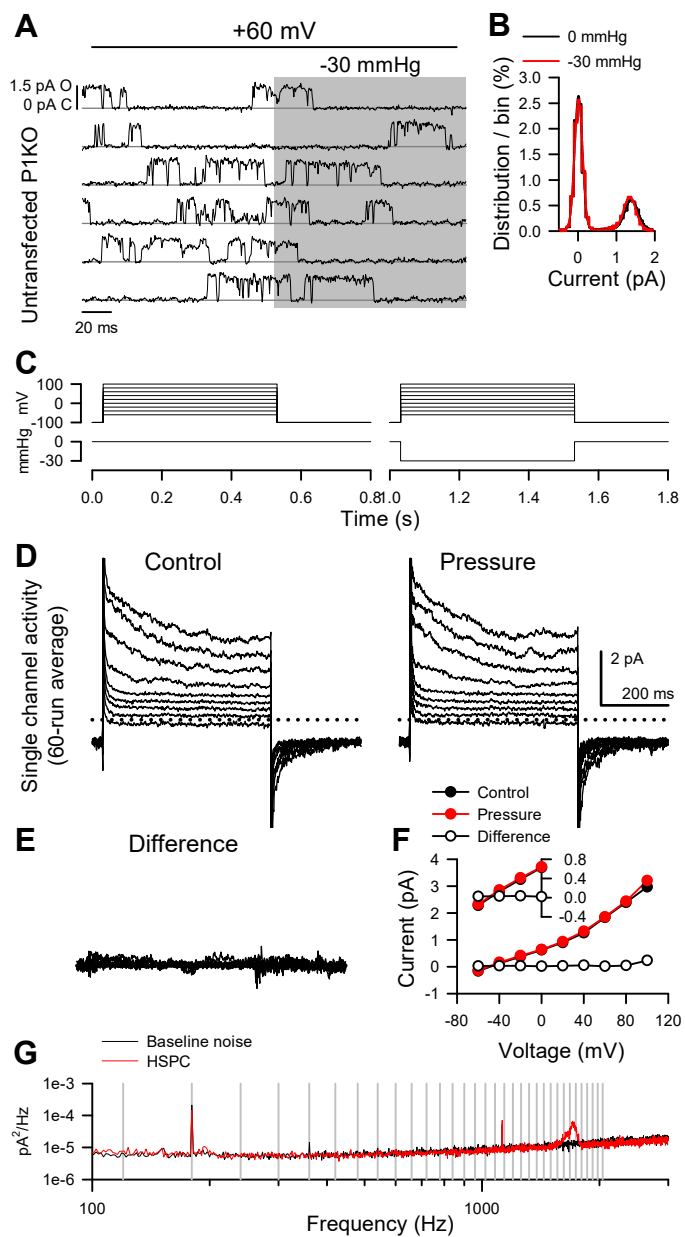 A
+60 mV
-30 mmHg
1.5 pA O
0 pA C
Untransfected P1KO
20 ms
B
0 mmHg
-30 mmHg
Distribution / bin (%)
3.0
2.5
2.0
1.5
1.0
0.5
0.0
0 1 2
Current (pA)
C
mV
100
0
-100
mmHg
0
-30
0.0 0.2 0.4 0.6 0.8 1.0 1.2 1.4 1.6 1.8
Time (s)
D
Control
Pressure
Single channel activity
(60-run average)
2 pA
200 ms
E
Difference
Control
Pressure
Difference
F
Current (pA)
4
3
2
1
0
-1
0.8
0.4
0.0
-0.4
-80 -40 0 40 80 120
Voltage (mV)
G
Baseline noise
HSPC
pA²/Hz
1e-3
1e-4
1e-5
1e-6
100 1000
Frequency (Hz)